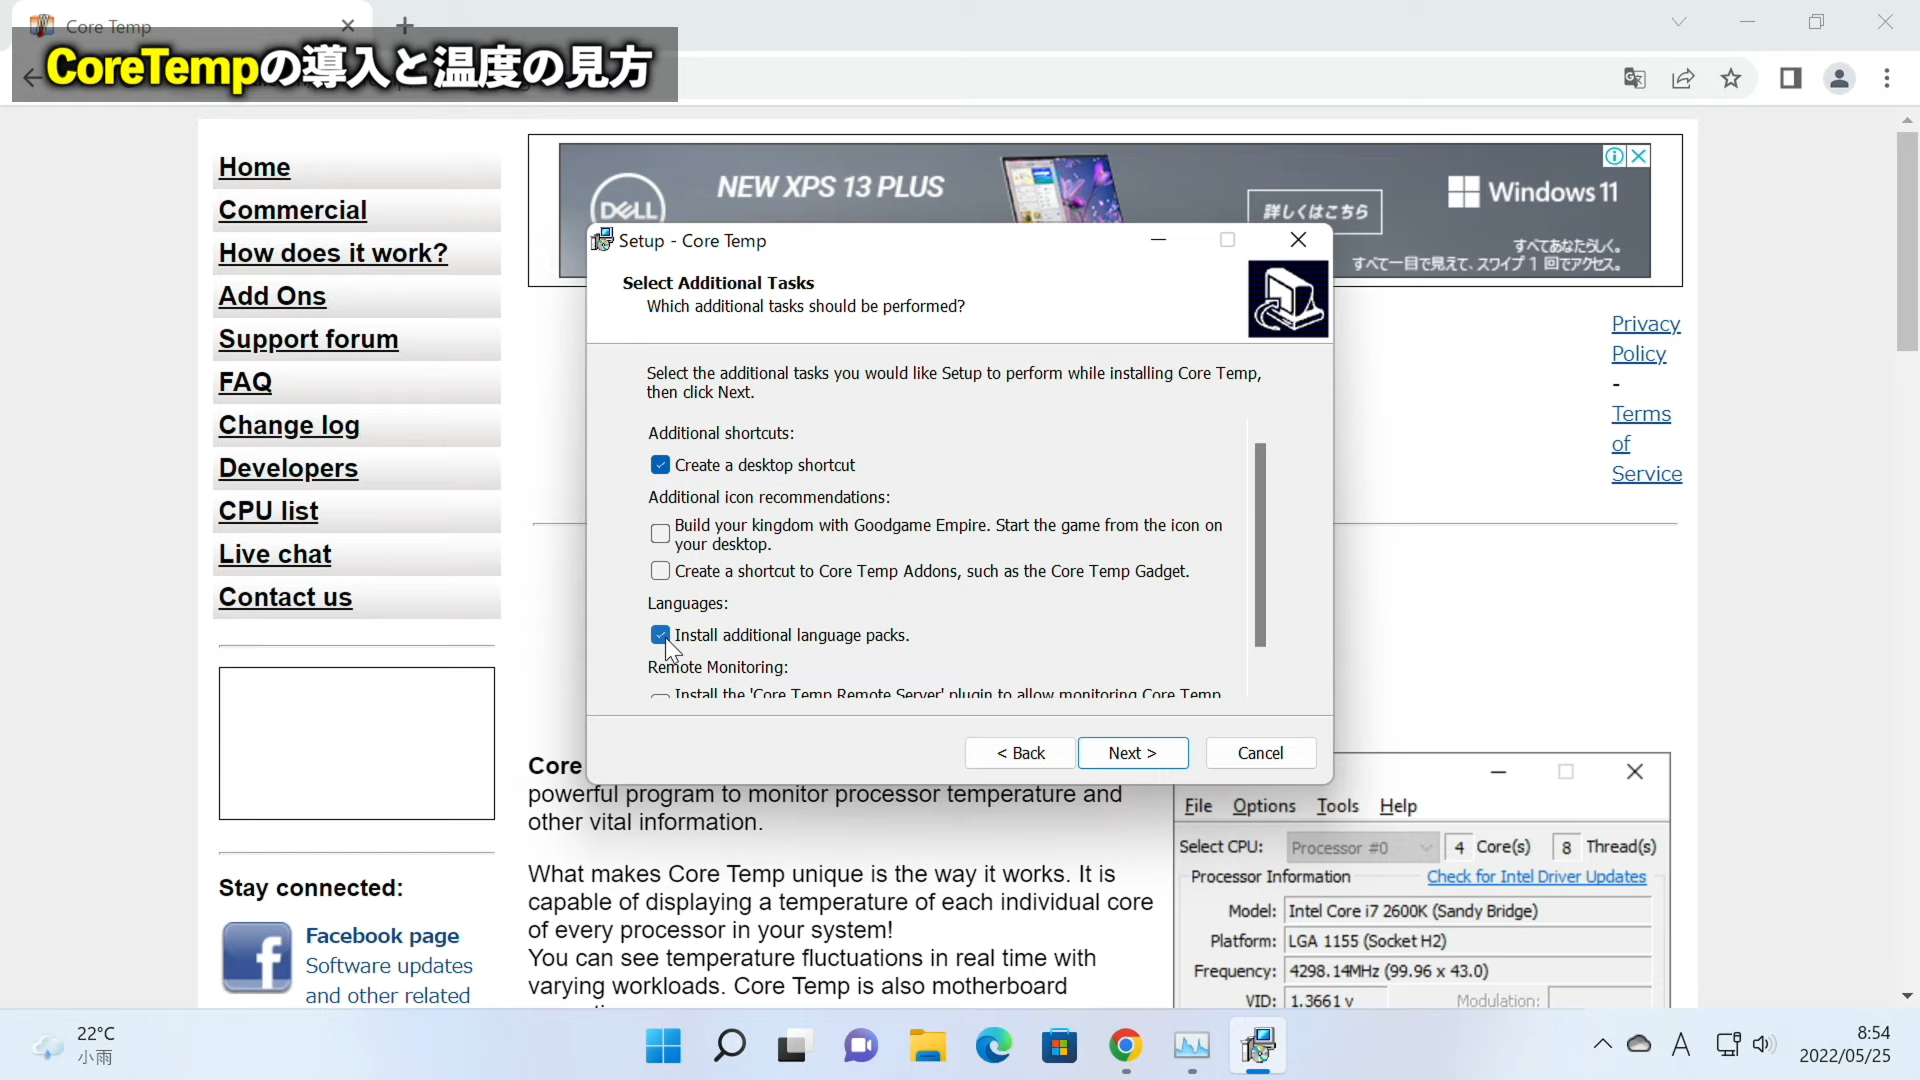 Core Temp
CoreTempの導入と温度の見方
Home
Commercial
How does it work?
Add Ons
Support forum
FAQ
Change log
Developers
CPU list
Live chat
Contact us
Stay connected:
Facebook page
Software updates
and other related
DELL
NEW XPS 13 PLUS
詳しくはこちら
Windows 11
すべてあなたらしく。
すべて一目で見えて、スワイプ 1 回でアクセス。
Privacy
Policy
-
Terms
of
Service
Setup - Core Temp
Select Additional Tasks
Which additional tasks should be performed?
Select the additional tasks you would like Setup to perform while installing Core Temp,
then click Next.
Additional shortcuts:
Create a desktop shortcut
Additional icon recommendations:
Build your kingdom with Goodgame Empire. Start the game from the icon on
your desktop.
Create a shortcut to Core Temp Addons, such as the Core Temp Gadget.
Languages:
Install additional language packs.
Remote Monitoring:
Install the 'Core Temp Remote Server' plugin to allow monitoring Core Temp
< Back
Next >
Cancel
Core
powerful program to monitor processor temperature and
other vital information.
What makes Core Temp unique is the way it works. It is
capable of displaying a temperature of each individual core
of every processor in your system!
You can see temperature fluctuations in real time with
varying workloads. Core Temp is also motherboard
File Options Tools Help
Select CPU: Processor #0 4 Core(s) 8 Thread(s)
Processor Information Check for Intel Driver Updates
Model: Intel Core i7 2600K (Sandy Bridge)
Platform: LGA 1155 (Socket H2)
Frequency: 4298.14MHz (99.96 x 43.0)
VID: 1.3661 v Modulation:
22°C
小雨
A
8:54
2022/05/25